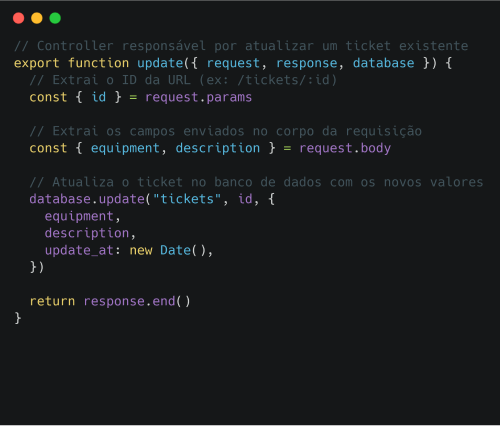 // Controller responsável por atualizar um ticket existente
export function update({ request, response, database }) {
  // Extrai o ID da URL (ex: /tickets/:id)
  const { id } = request.params

  // Extrai os campos enviados no corpo da requisição
  const { equipment, description } = request.body

  // Atualiza o ticket no banco de dados com os novos valores
  database.update("tickets", id, {
    equipment,
    description,
    update_at: new Date(),
  })

  return response.end()
}